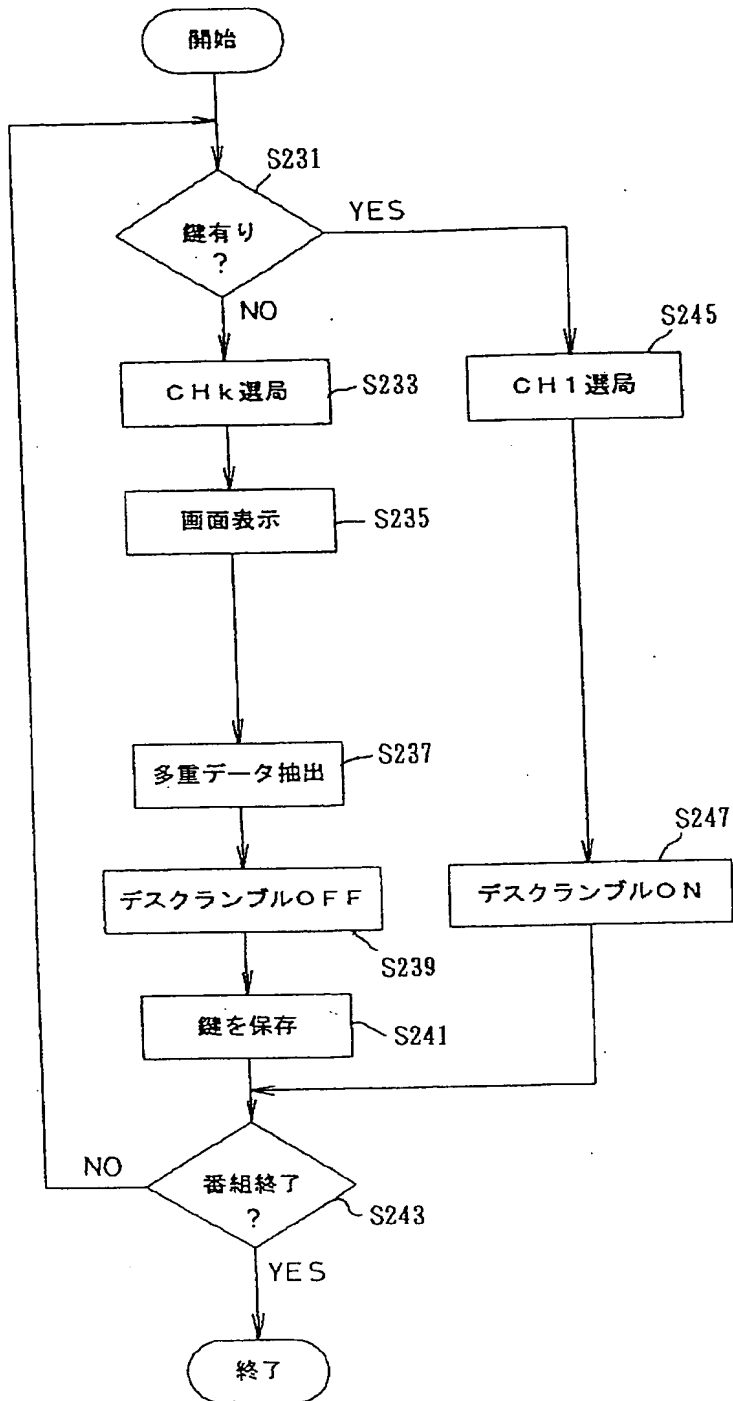 開始
S231
鍵有り
?
YES
NO
S245
CHk選局
S233
CH1選局
画面表示
S235
多重データ抽出
S237
S247
デスクランブルOFF
デスクランブルON
S239
鍵を保存
S241
NO
番組終了
?
S243
YES
終了